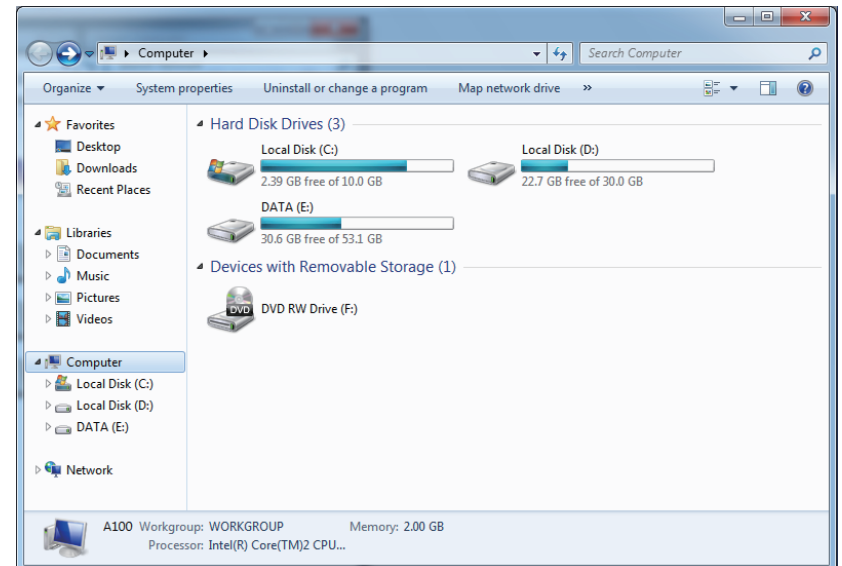 Computer
Search Computer
Organize System properties Uninstall or change a program Map network drive »
Favorites
Desktop
Downloads
Recent Places
Libraries
Documents
Music
Pictures
Videos
Computer
Local Disk (C:)
Local Disk (D:)
DATA (E:)
Network
Hard Disk Drives (3)
Local Disk (C:)
2.39 GB free of 10.0 GB
Local Disk (D:)
22.7 GB free of 30.0 GB
DATA (E:)
30.6 GB free of 53.1 GB
Devices with Removable Storage (1)
DVD
DVD RW Drive (F:)
A100 Workgroup: WORKGROUP Memory: 2.00 GB
Processor: Intel(R) Core(TM)2 CPU...